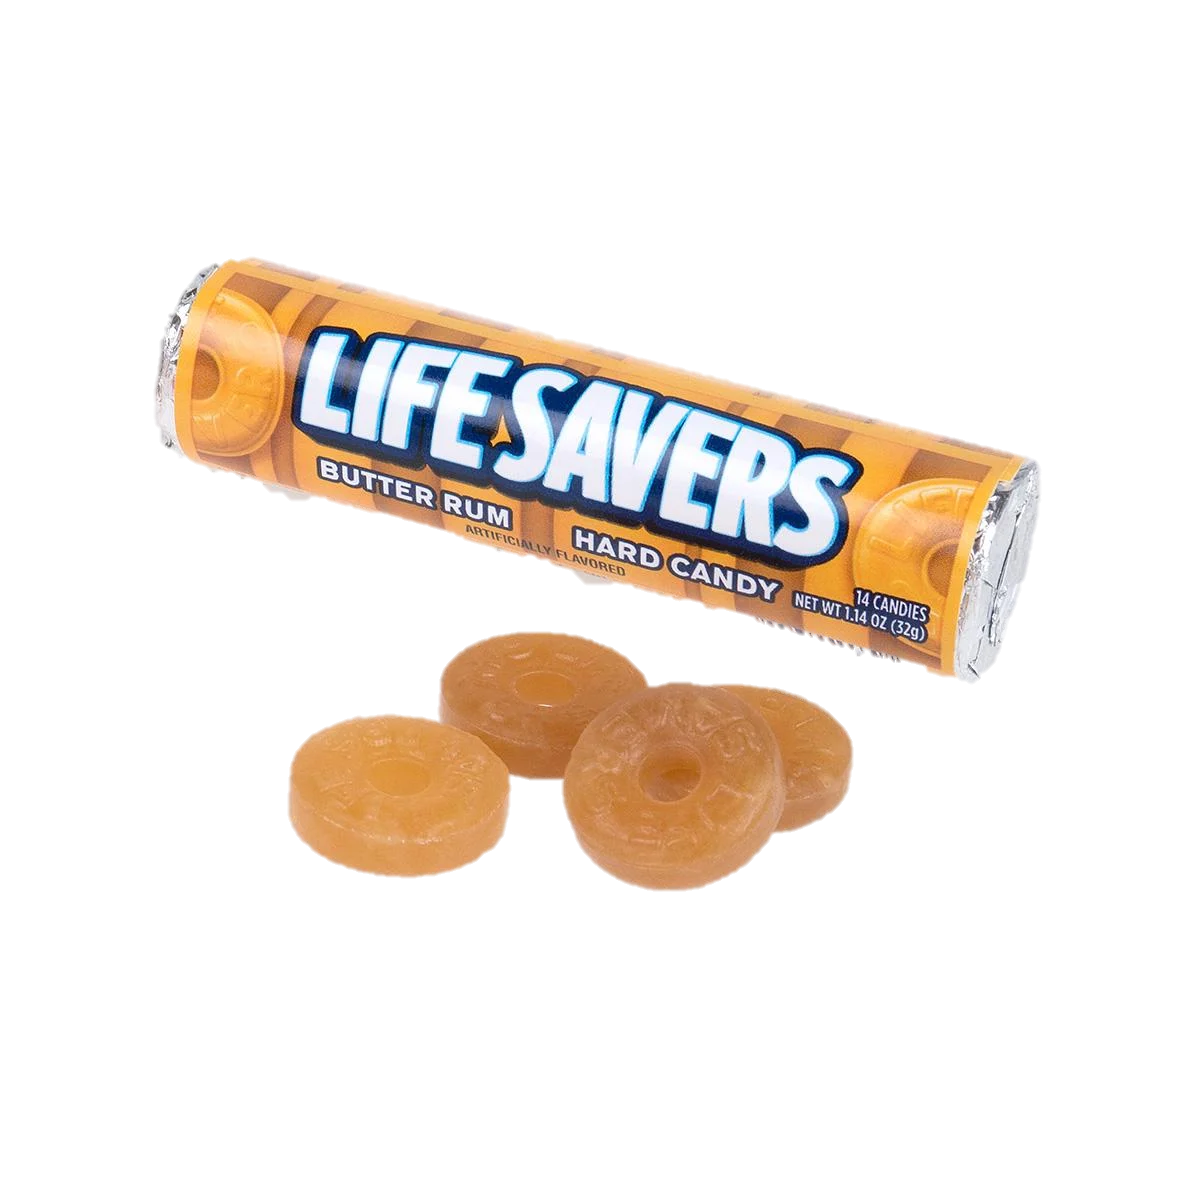 LIFE SAVERS
BUTTER RUM
ARTIFICIALLY FLAVORED
HARD CANDY
14 CANDIES
NET WT 1.14 OZ (32g)